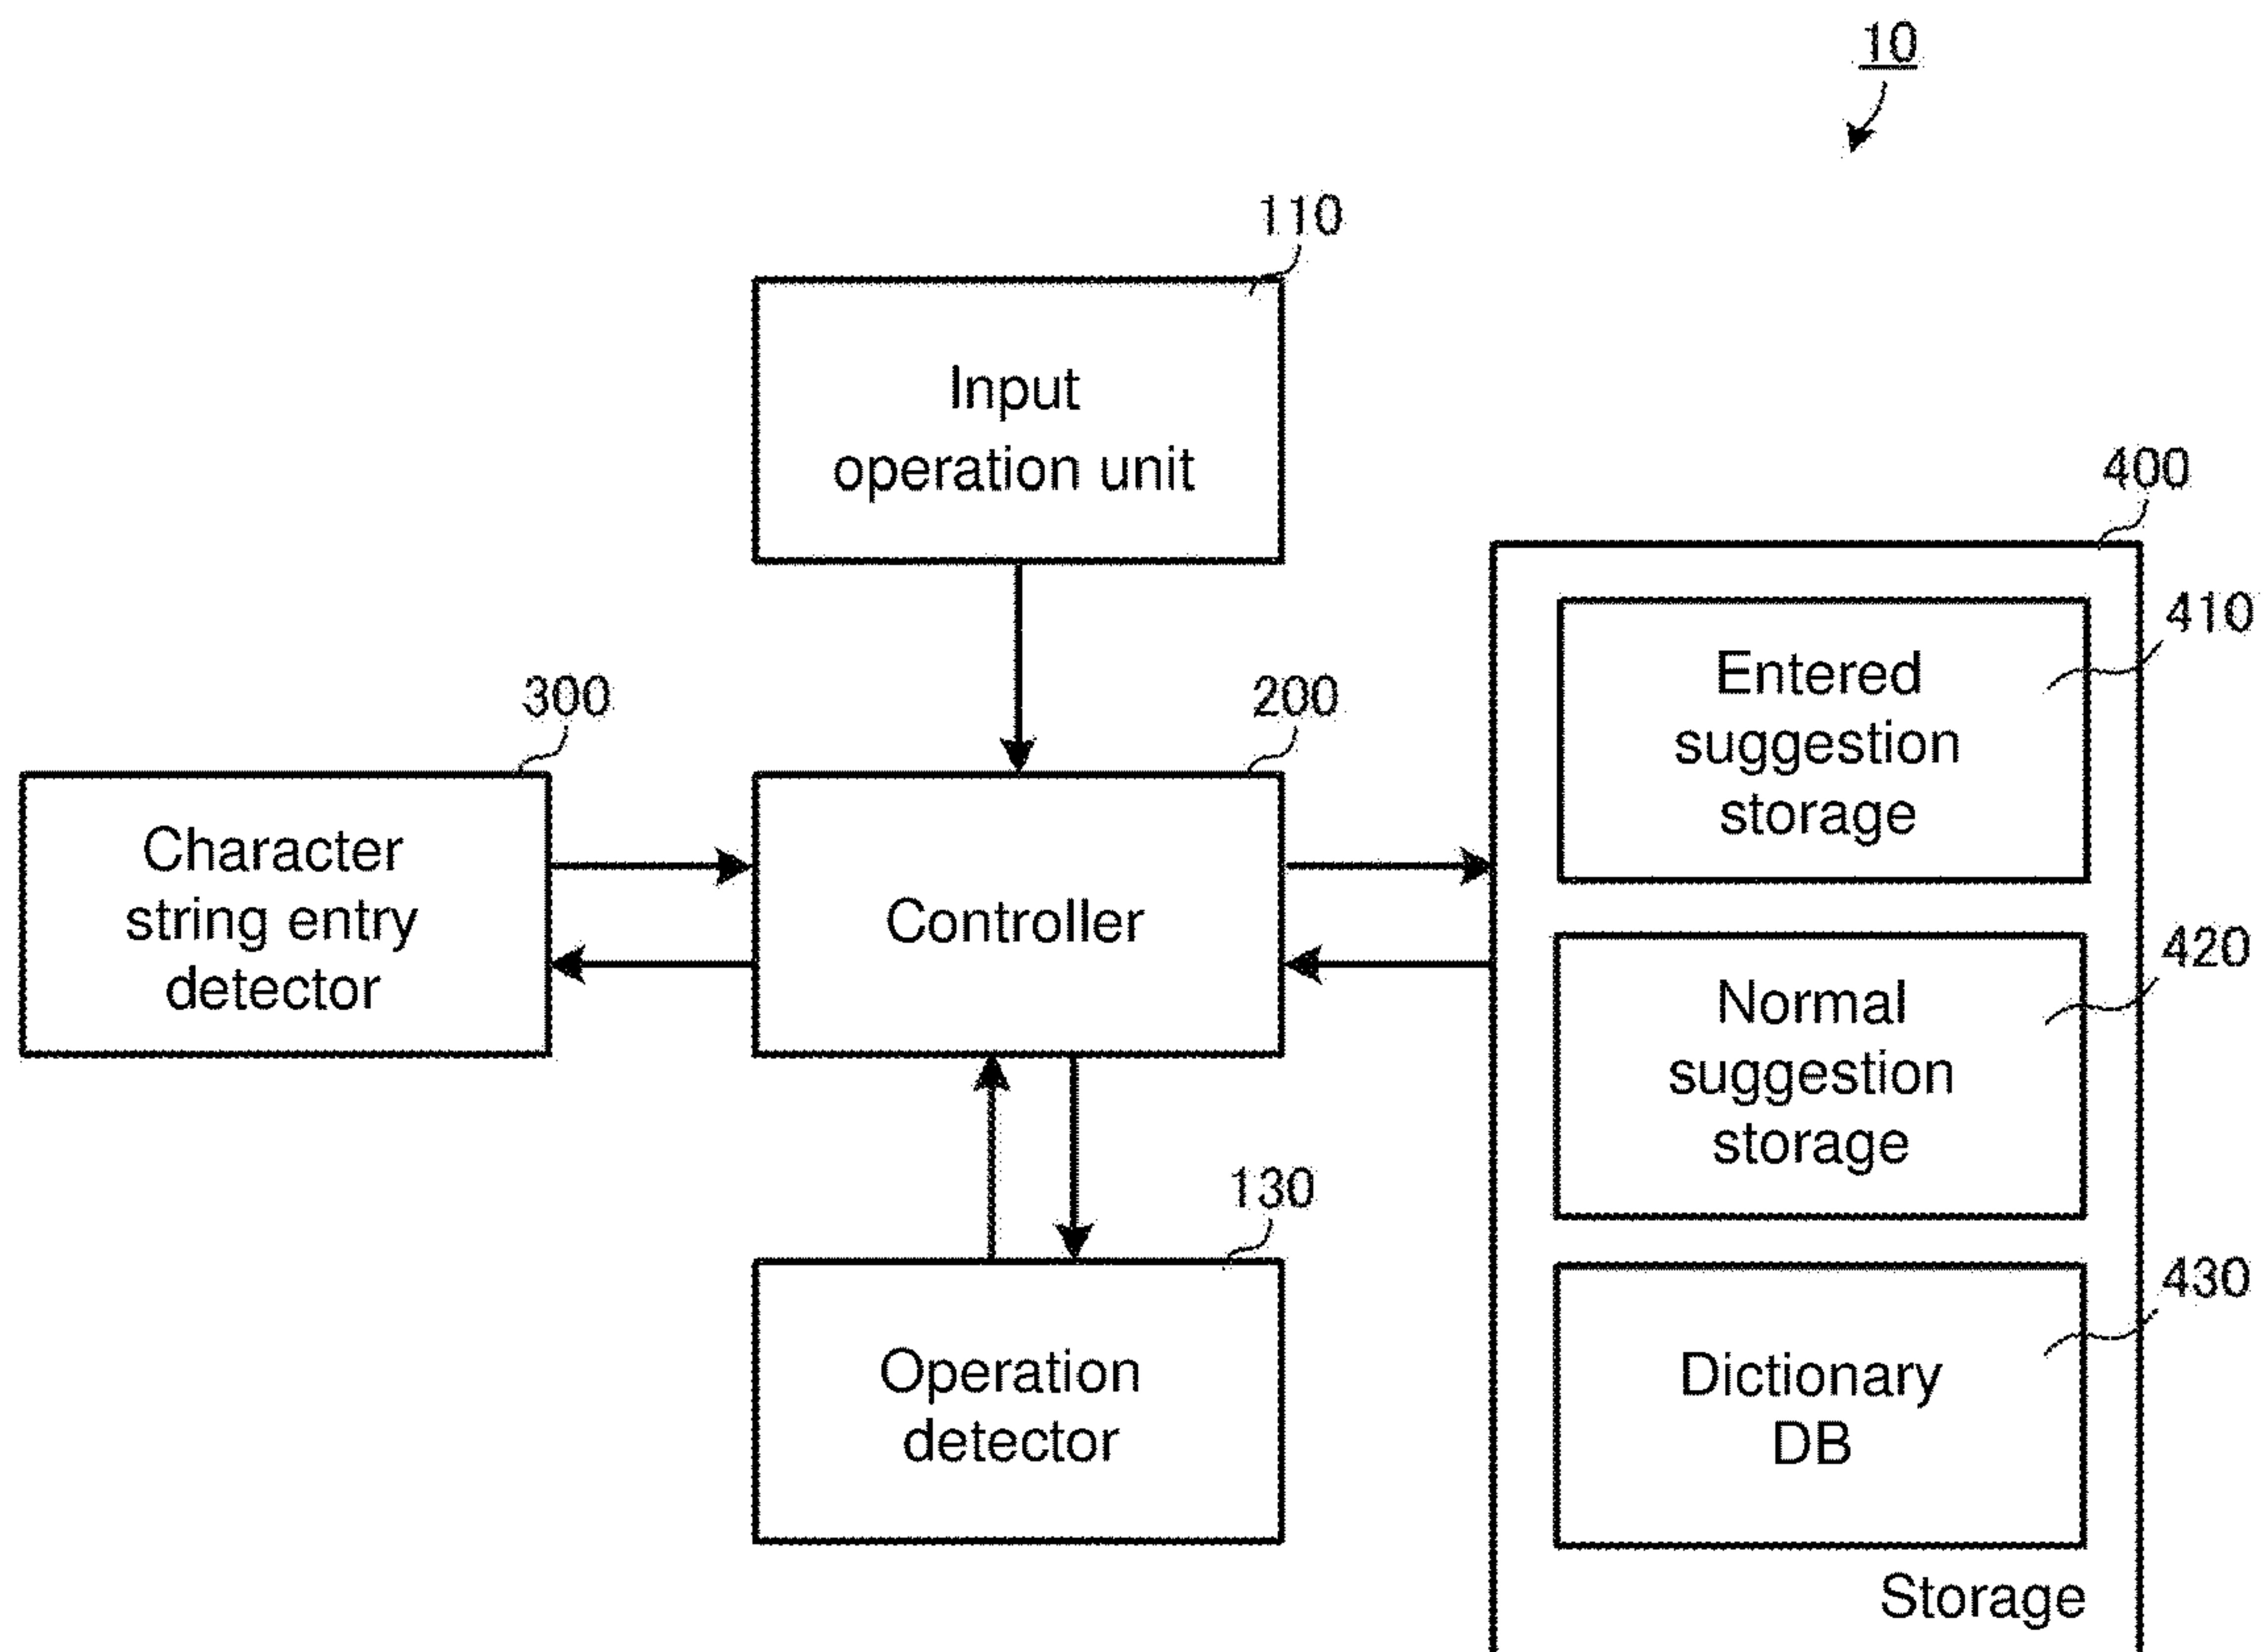 10
110
Input
operation unit
400
410
Entered
suggestion
storage
300
200
Character
string entry
detector
Controller
420
Normal
suggestion
storage
130
430
Operation
detector
Dictionary
DB
Storage